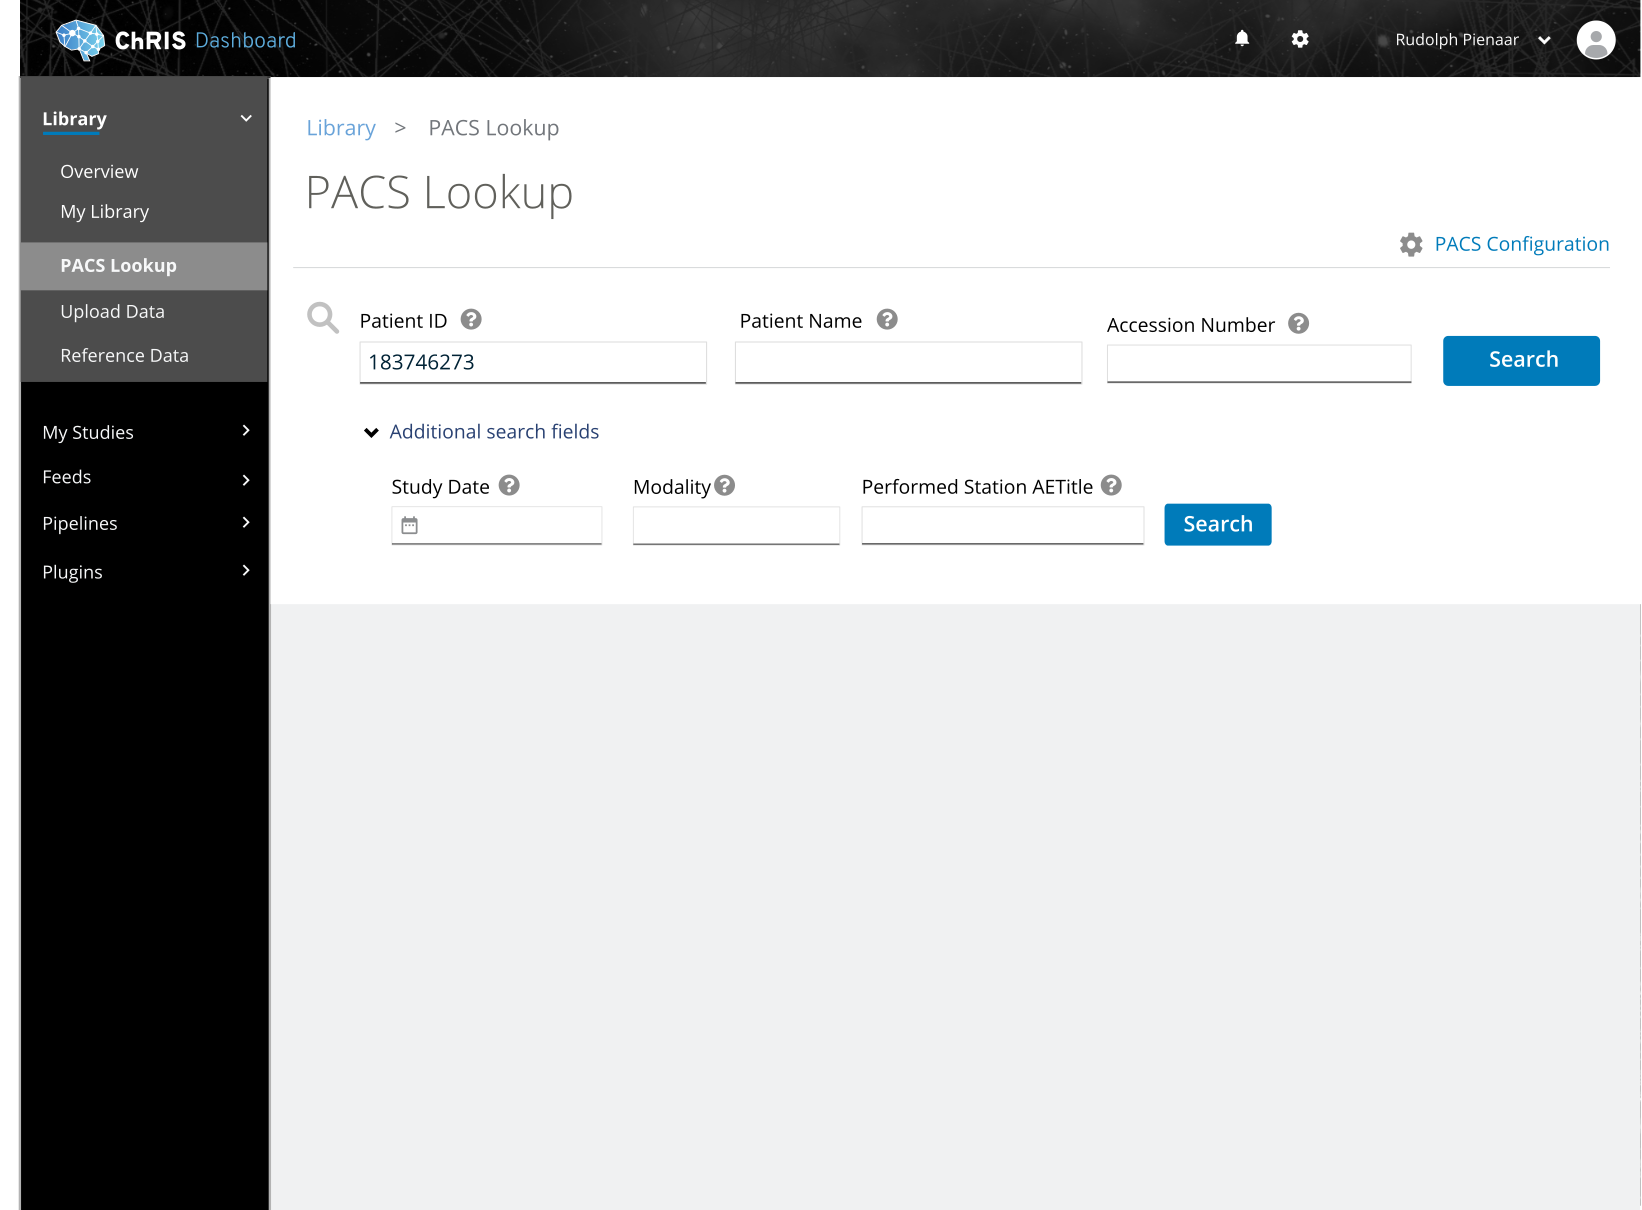 ChRIS Dashboard
Rudolph Pienaar
Library
Overview
My Library
PACS Lookup
Upload Data
Reference Data
My Studies
Feeds
Pipelines
Plugins
Library > PACS Lookup
PACS Lookup
PACS Configuration
Patient ID ? Patient Name ? Accession Number ?
183746273 Search
Additional search fields
Study Date ? Modality ? Performed Station AETitle ?
Search